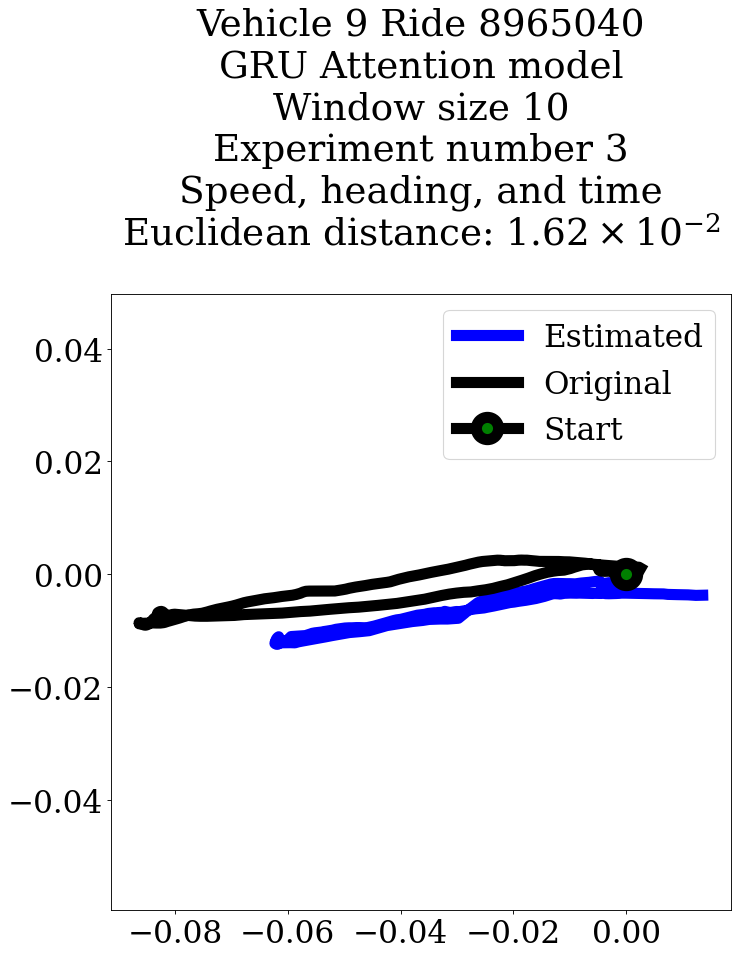 Vehicle 9 Ride 8965040
GRU Attention model
Window size 10
Experiment number 3
Speed, heading, and time
Euclidean distance: 1.62 × 10⁻²
Estimated
Original
Start
0.04
0.02
0.00
−0.02
−0.04
−0.08 −0.06 −0.04 −0.02 0.00